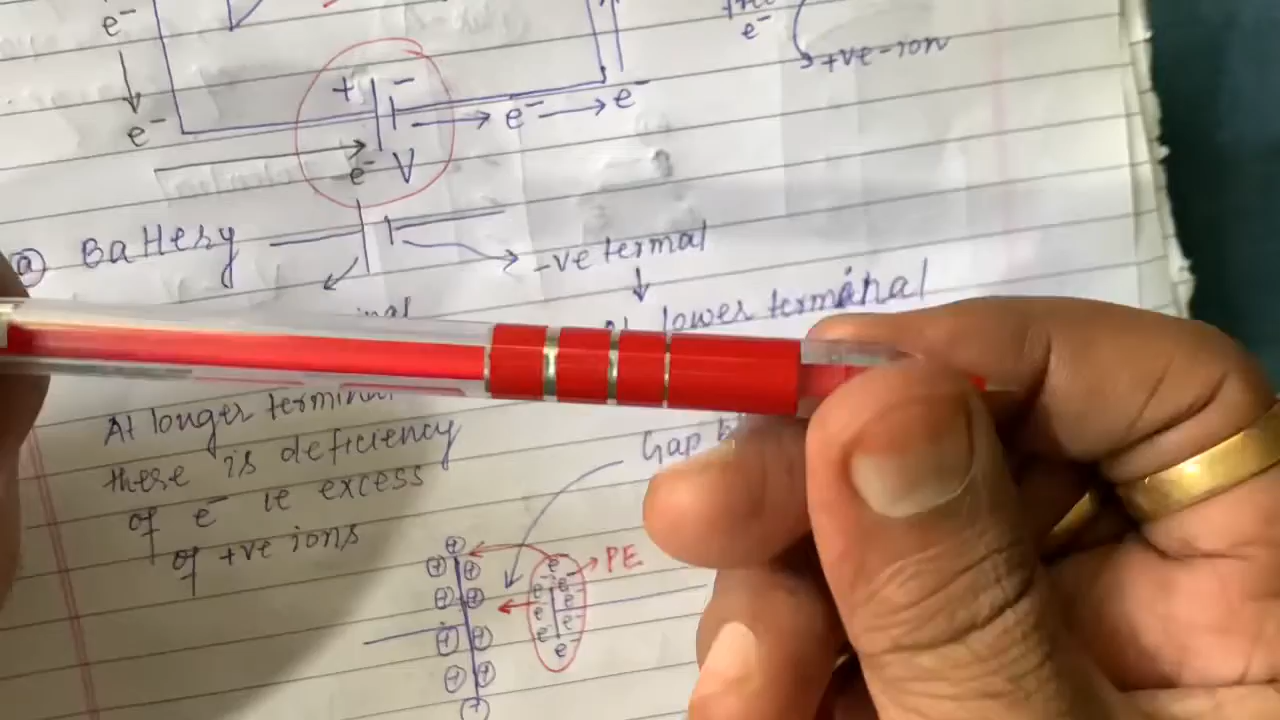 e⁻
e⁻
+ve-ion
e⁻
+ -
e⁻ → e⁻
e⁻ V
ⓐ Battery
-ve termal
lower terminal
At longer
there is deficiency
of e⁻ ie excess
of +ve ions
Gap
PE
+ + + + + + + + + +
e⁻ e⁻ e⁻ e⁻ e⁻ e⁻ e⁻ e⁻